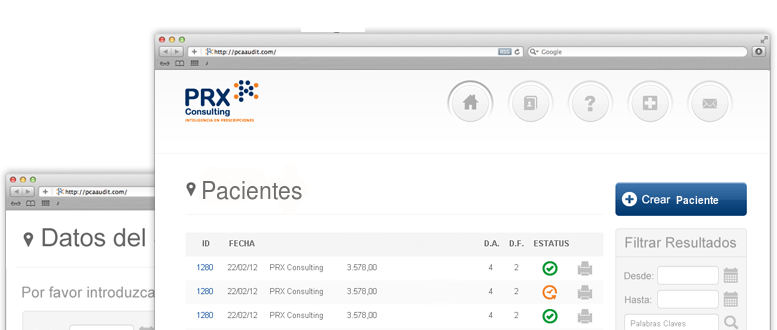 http://pcaaudit.com/
RSS
Google
PRX
Consulting
INTELIGENCIA EN PRESCRIPCIONES
Pacientes
Crear Paciente
ID FECHA D.A. D.F. ESTATUS
1280 22/02/12 PRX Consulting 3.578,00 4 2
1280 22/02/12 PRX Consulting 3.578,00 4 2
1280 22/02/12 PRX Consulting 3.578,00 4 2
Filtrar Resultados
Desde:
Hasta:
Palabras Claves
http://pcaaudit.com/
Datos del
Por favor introduzca